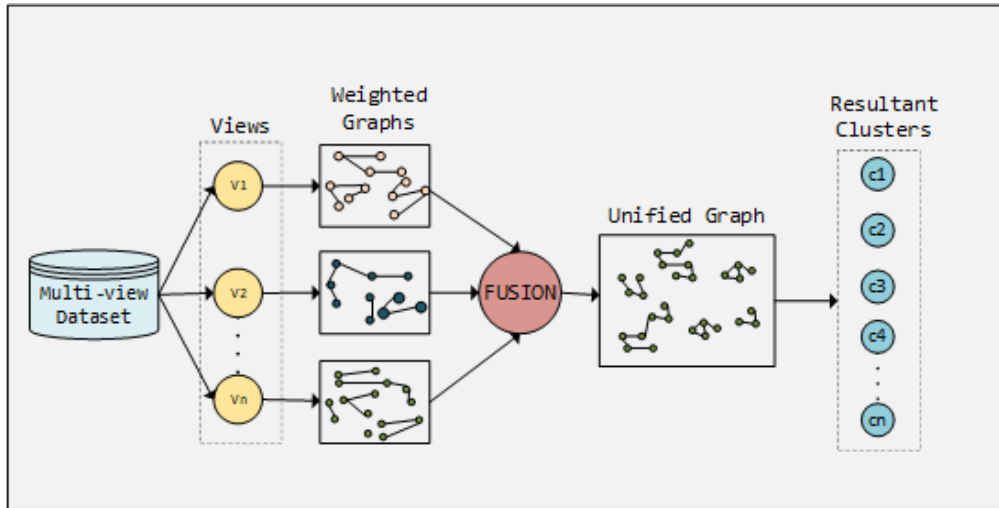 Weighted
Graphs
Resultant
Clusters
Views
V1
c1
Unified Graph
c2
Multi-view
Dataset
V2
FUSION
c3
c4
Vn
cn